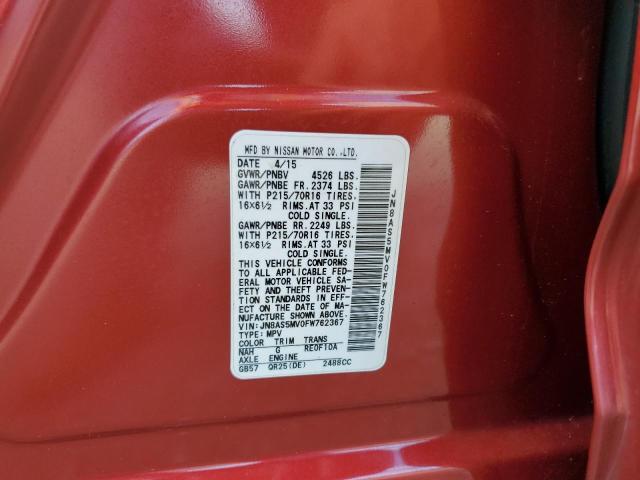 MFD BY NISSAN MOTOR CO.,LTD.
DATE 4/15
GVWR/PNBV 4526 LBS.
GAWR/PNBE FR. 2374 LBS.
WITH P215/70R16 TIRES.
16X6½ RIMS.AT 33 PSI
COLD SINGLE.
GAWR/PNBE RR. 2249 LBS.
WITH P215/70R16 TIRES.
16X6½ RIMS.AT 33 PSI
COLD SINGLE.
THIS VEHICLE CONFORMS
TO ALL APPLICABLE FED-
ERAL MOTOR VEHICLE SA-
FETY AND THEFT PREVEN-
TION STANDARDS IN EFF-
ECT ON THE DATE OF MA-
NUFACTURE SHOWN ABOVE.
VIN:JN8AS5MV0FW762367
TYPE:MPV
COLOR TRIM TRANS
NAH G RE0F10A
AXLE ENGINE
GB57 QR25(DE) 2488CC
JN8AS5MV0FW762367